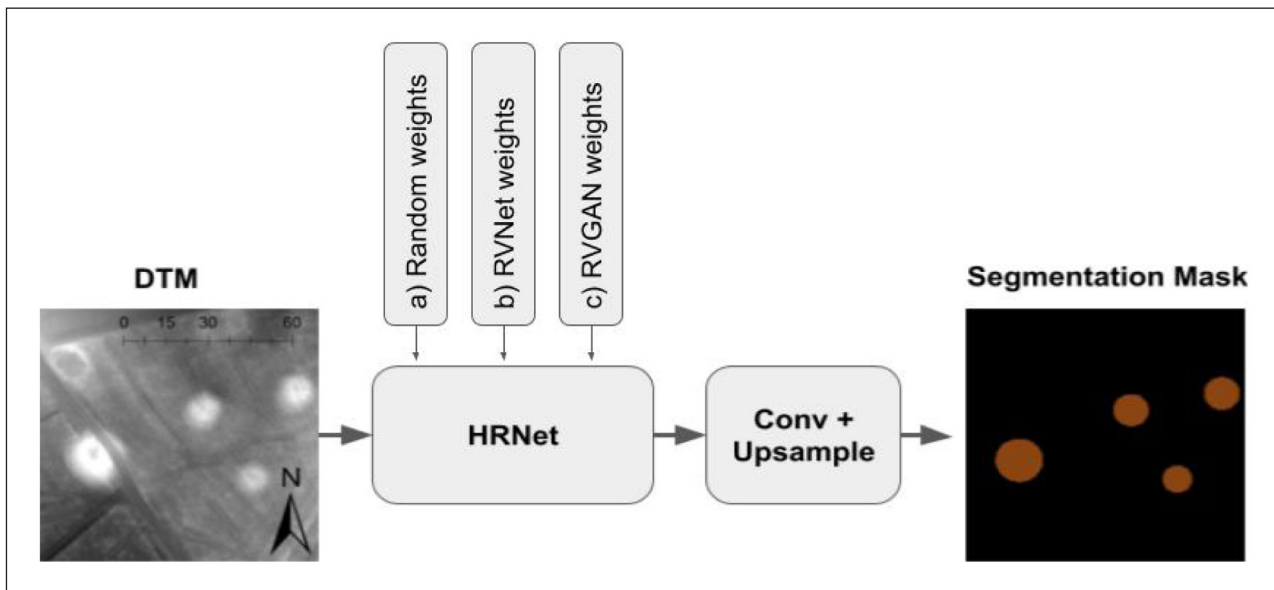 a) Random weights
b) RVNet weights
c) RVGAN weights
DTM
0 15 30 60
N
HRNet
Conv +
Upsample
Segmentation Mask